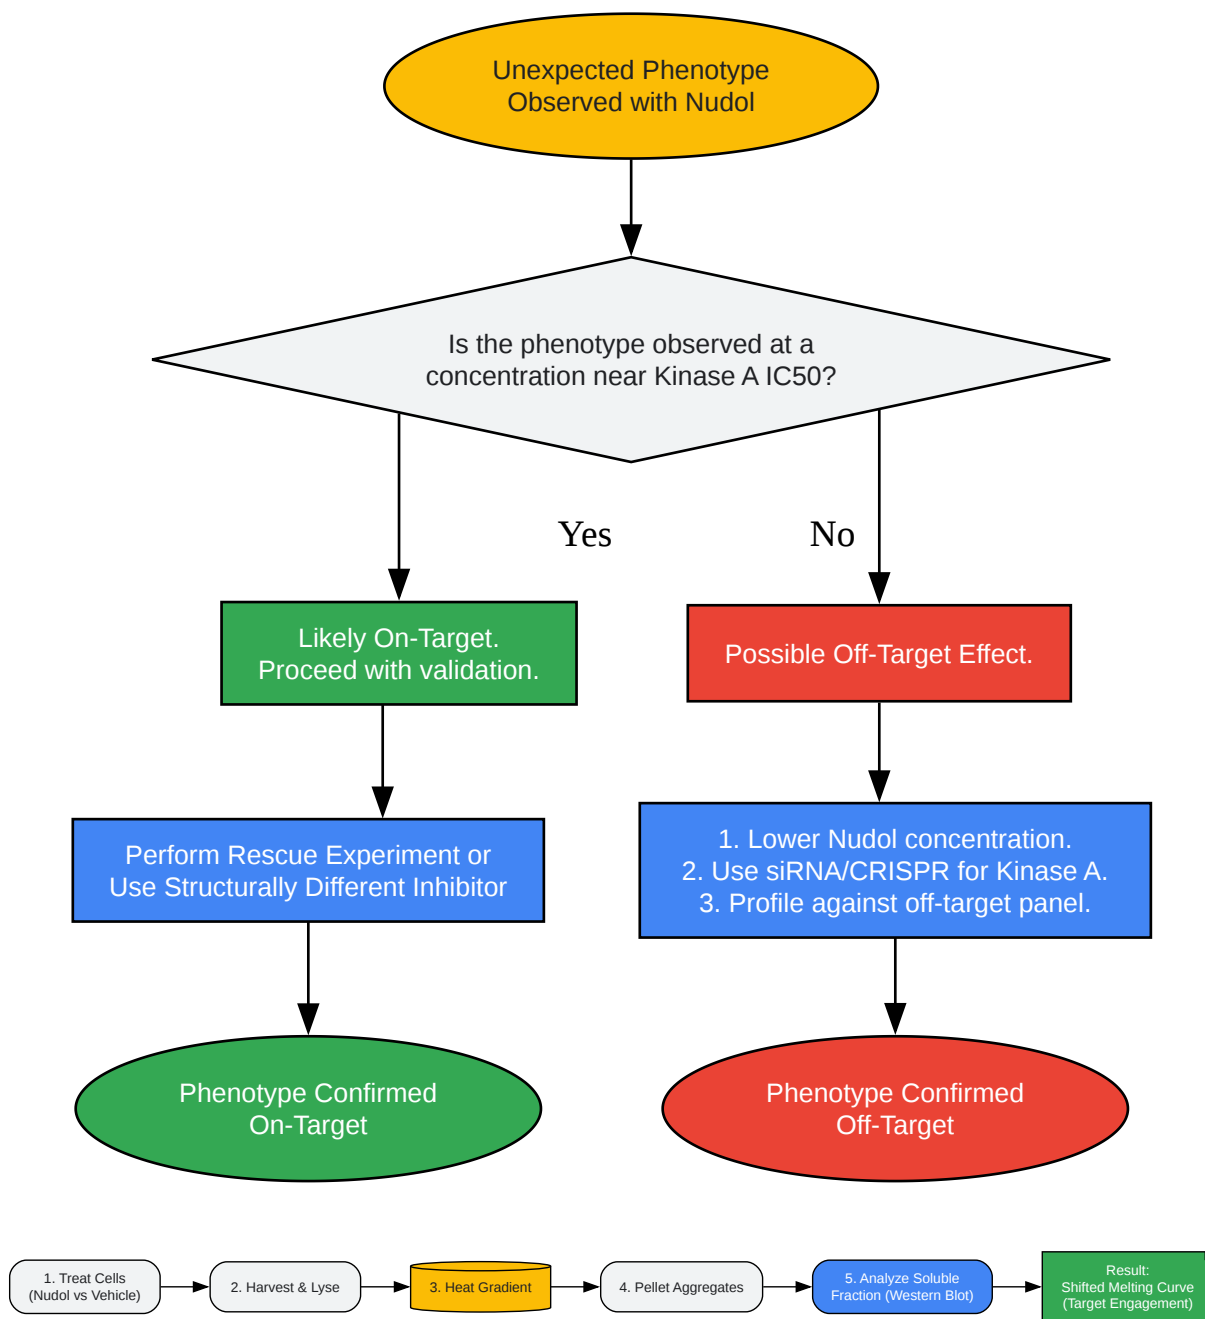 Unexpected Phenotype
Observed with Nudol
Is the phenotype observed at a
concentration near Kinase A IC50?
Yes
No
Likely On-Target.
Proceed with validation.
Possible Off-Target Effect.
Perform Rescue Experiment or
Use Structurally Different Inhibitor
1. Lower Nudol concentration.
2. Use siRNA/CRISPR for Kinase A.
3. Profile against off-target panel.
Phenotype Confirmed
On-Target
Phenotype Confirmed
Off-Target
1. Treat Cells
(Nudol vs Vehicle)
2. Harvest & Lyse
3. Heat Gradient
4. Pellet Aggregates
5. Analyze Soluble
Fraction (Western Blot)
Result:
Shifted Melting Curve
(Target Engagement)